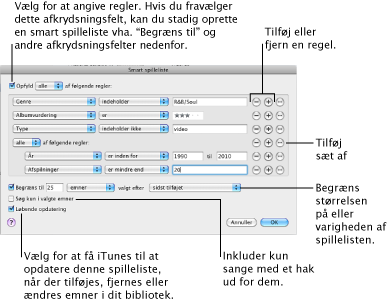 Vælg for at angive regler. Hvis du fravælger
dette afkrydsningsfelt, kan du stadig oprette
en smart spilleliste vha. "Begræns til" og
andre afkrydsningsfelter nedenfor.
Tilføj eller
fjern en regel.
Smart spilleliste
Opfyld alle af følgende regler:
Genre indeholder R&B/Soul
Albumvurdering er ★★★
Type indeholder ikke video
alle af følgende regler:
År er inden for 1990 til 2010
Afspilninger er mindre end 20
Tilføj
sæt af
Begræns til 25 emner valgt efter sidst tilføjet
Søg kun i valgte emner
Løbende opdatering
Annuller OK
Begræns
størrelsen
på eller
varigheden af
spillelisten.
Vælg for at få iTunes til at
opdatere denne spilleliste,
når der tilføjes, fjernes eller
ændres emner i dit bibliotek.
Inkluder kun
sange med et hak
ud for dem.